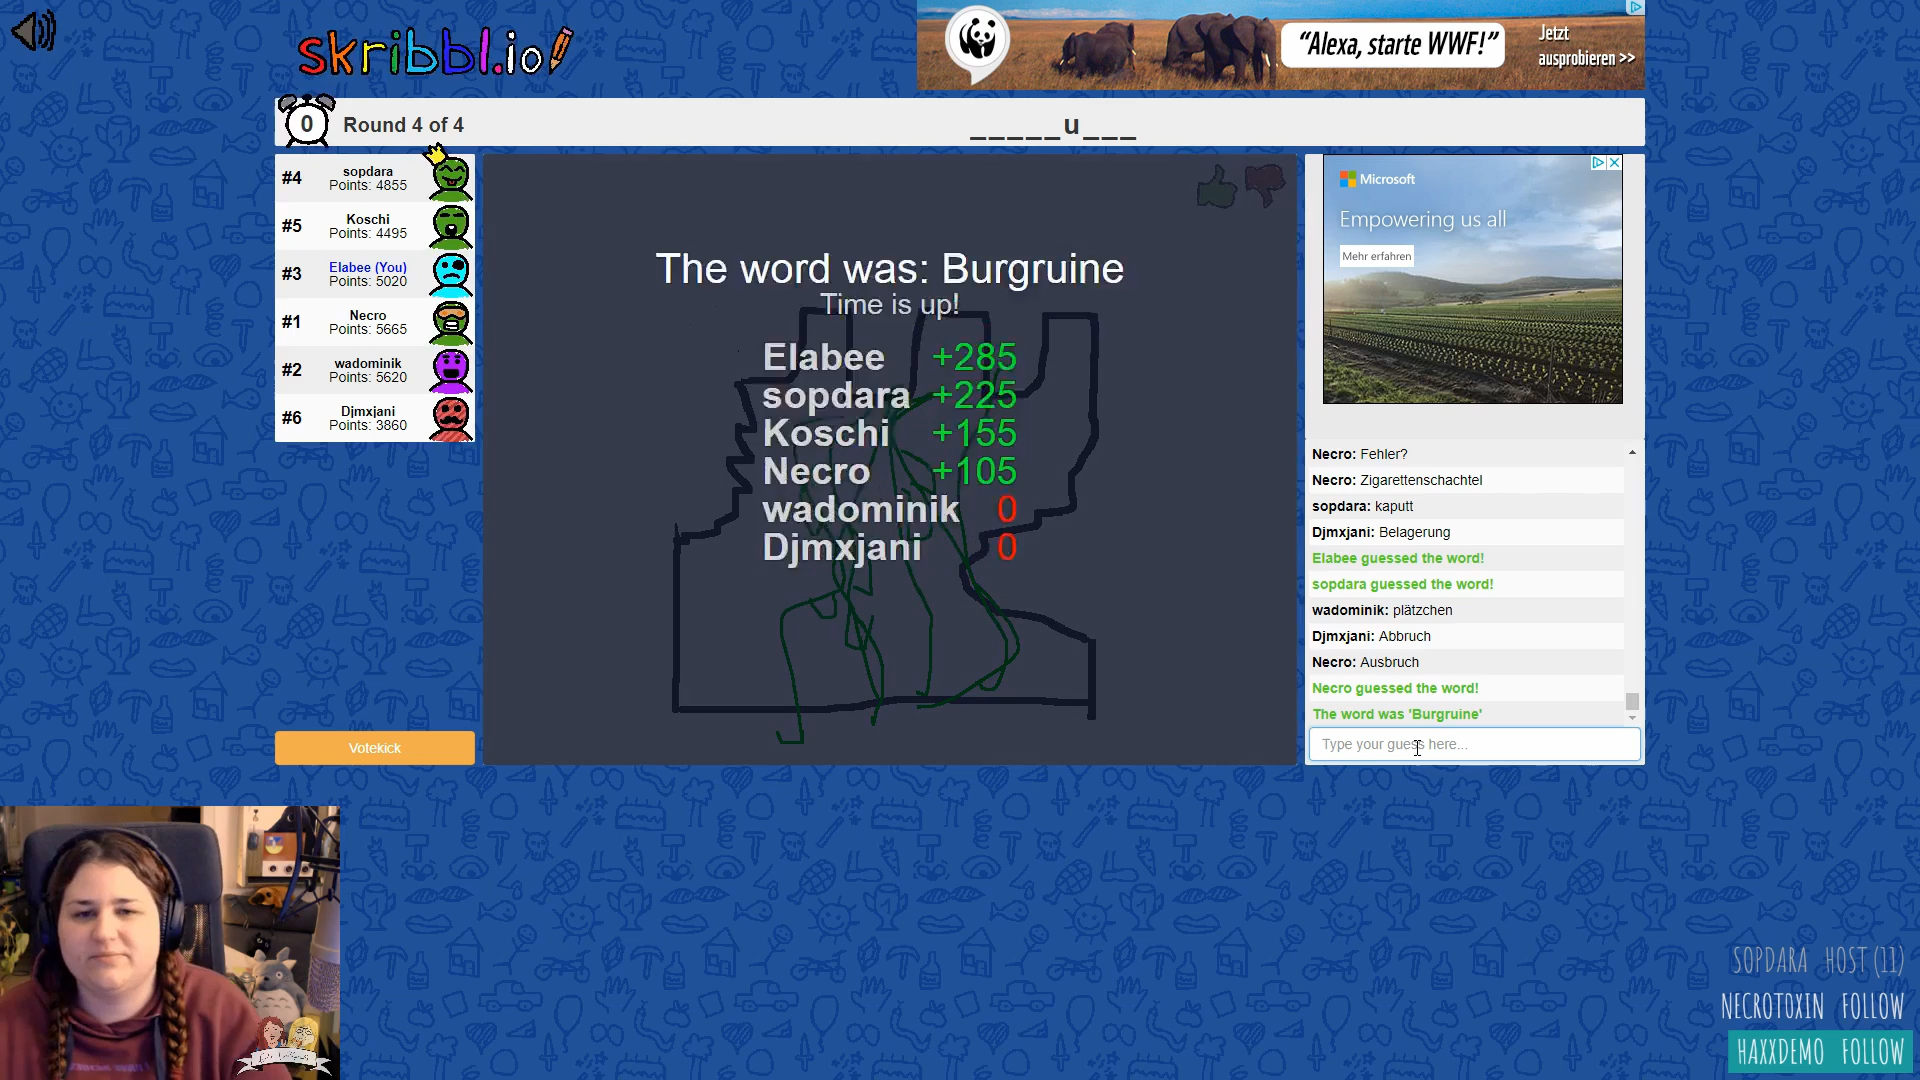 skribbl.io
"Alexa, starte WWF!"
Jetzt
ausprobieren >>
0
Round 4 of 4
_____u___
#4
sopdara
Points: 4855
#5
Koschi
Points: 4495
#3
Elabee (You)
Points: 5020
#1
Necro
Points: 5665
#2
wadominik
Points: 5620
#6
Djmxjani
Points: 3860
Votekick
The word was: Burgruine
Time is up!
Elabee +285
sopdara +225
Koschi +155
Necro +105
wadominik 0
Djmxjani 0
Microsoft
Empowering us all
Mehr erfahren
Necro: Fehler?
Necro: Zigarettenschachtel
sopdara: kaputt
Djmxjani: Belagerung
Elabee guessed the word!
sopdara guessed the word!
wadominik: plätzchen
Djmxjani: Abbruch
Necro: Ausbruch
Necro guessed the word!
The word was 'Burgruine'
Type your guess here...
SOPDARA HOST (11)
NECROTOXIN FOLLOW
HAXXDEMO FOLLOW